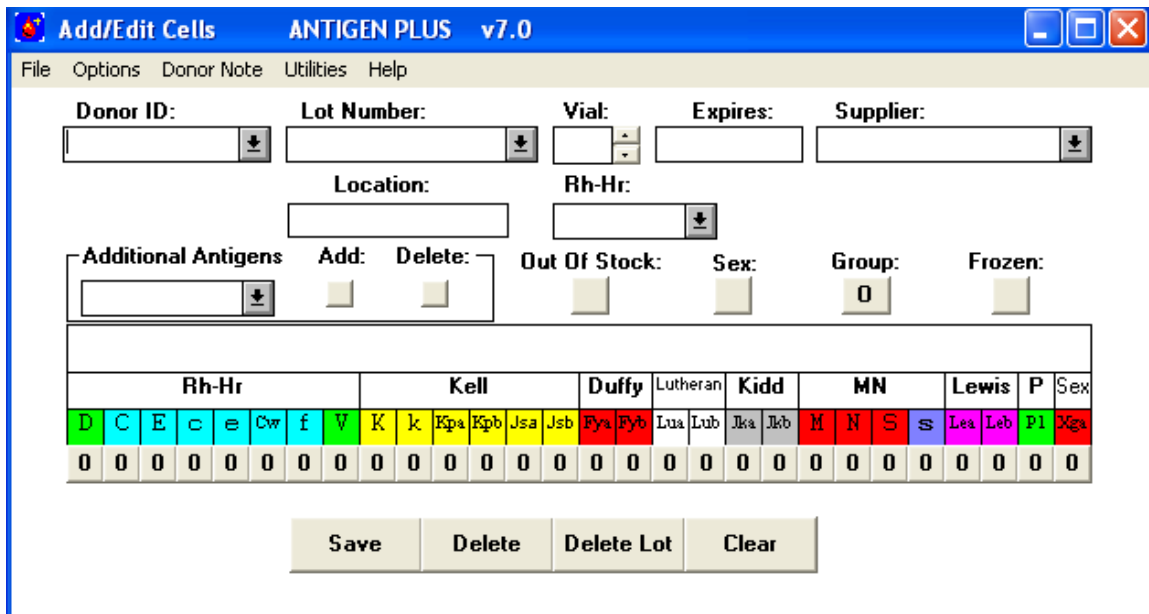 Add/Edit Cells ANTIGEN PLUS v7.0
File Options Donor Note Utilities Help
Donor ID: Lot Number: Vial: Expires: Supplier:
Location: Rh-Hr:
Additional Antigens Add: Delete: Out Of Stock: Sex: Group: Frozen:
0
Rh-Hr Kell Duffy Lutheran Kidd MN Lewis P Sex
D C E c e Cw f V K k Kpa Kpb Jsa Jsb Fya Fyb Lua Lub Jka Jkb M N S s Lea Leb P1 Xga
0 0 0 0 0 0 0 0 0 0 0 0 0 0 0 0 0 0 0 0 0 0 0 0 0 0 0 0
Save Delete Delete Lot Clear